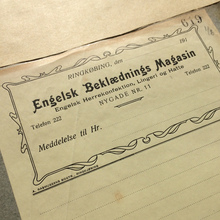 RINGKØBING, den 191
Engelsk Beklædnings Magasin
Engelsk Herrekonfektion, Lingeri og Hatte
Telefon 222 NYGADE NR. 11 Telefon 222
Meddelelse til Hr.